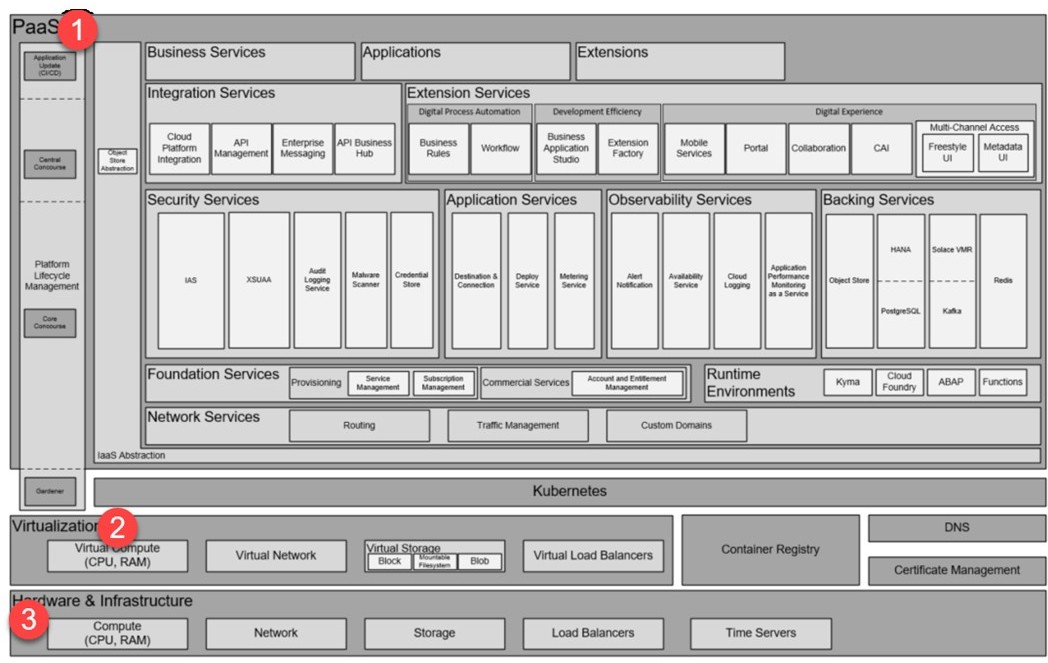 PaaS
1
Application
Update
(CI/CD)
Central
Concourse
Platform
Lifecycle
Management
Core
Concourse
Gardener
Object
Store
Abstraction
Business Services
Applications
Extensions
Integration Services
Cloud
Platform
Integration
API
Management
Enterprise
Messaging
API Business
Hub
Extension Services
Digital Process Automation
Business
Rules
Workflow
Development Efficiency
Business
Application
Studio
Extension
Factory
Digital Experience
Mobile
Services
Portal
Collaboration
CAI
Multi-Channel Access
Freestyle
UI
Metadata
UI
Security Services
IAS
XSUAA
Audit
Logging
Service
Malware
Scanner
Credential
Store
Application Services
Destination &
Connection
Deploy
Service
Metering
Service
Observability Services
Alert
Notification
Availability
Service
Cloud
Logging
Application
Performance
Monitoring
as a Service
Backing Services
Object Store
HANA
PostgreSQL
Solace VMR
Kafka
Redis
Foundation Services
Provisioning
Service
Management
Subscription
Management
Commercial Services
Account and Entitlement
Management
Runtime
Environments
Kyma
Cloud
Foundry
ABAP
Functions
Network Services
Routing
Traffic Management
Custom Domains
IaaS Abstraction
Kubernetes
Virtualization
2
Virtual Compute
(CPU, RAM)
Virtual Network
Virtual Storage
Block
Mountable
Filesystem
Blob
Virtual Load Balancers
Container Registry
DNS
Certificate Management
Hardware & Infrastructure
3
Compute
(CPU, RAM)
Network
Storage
Load Balancers
Time Servers